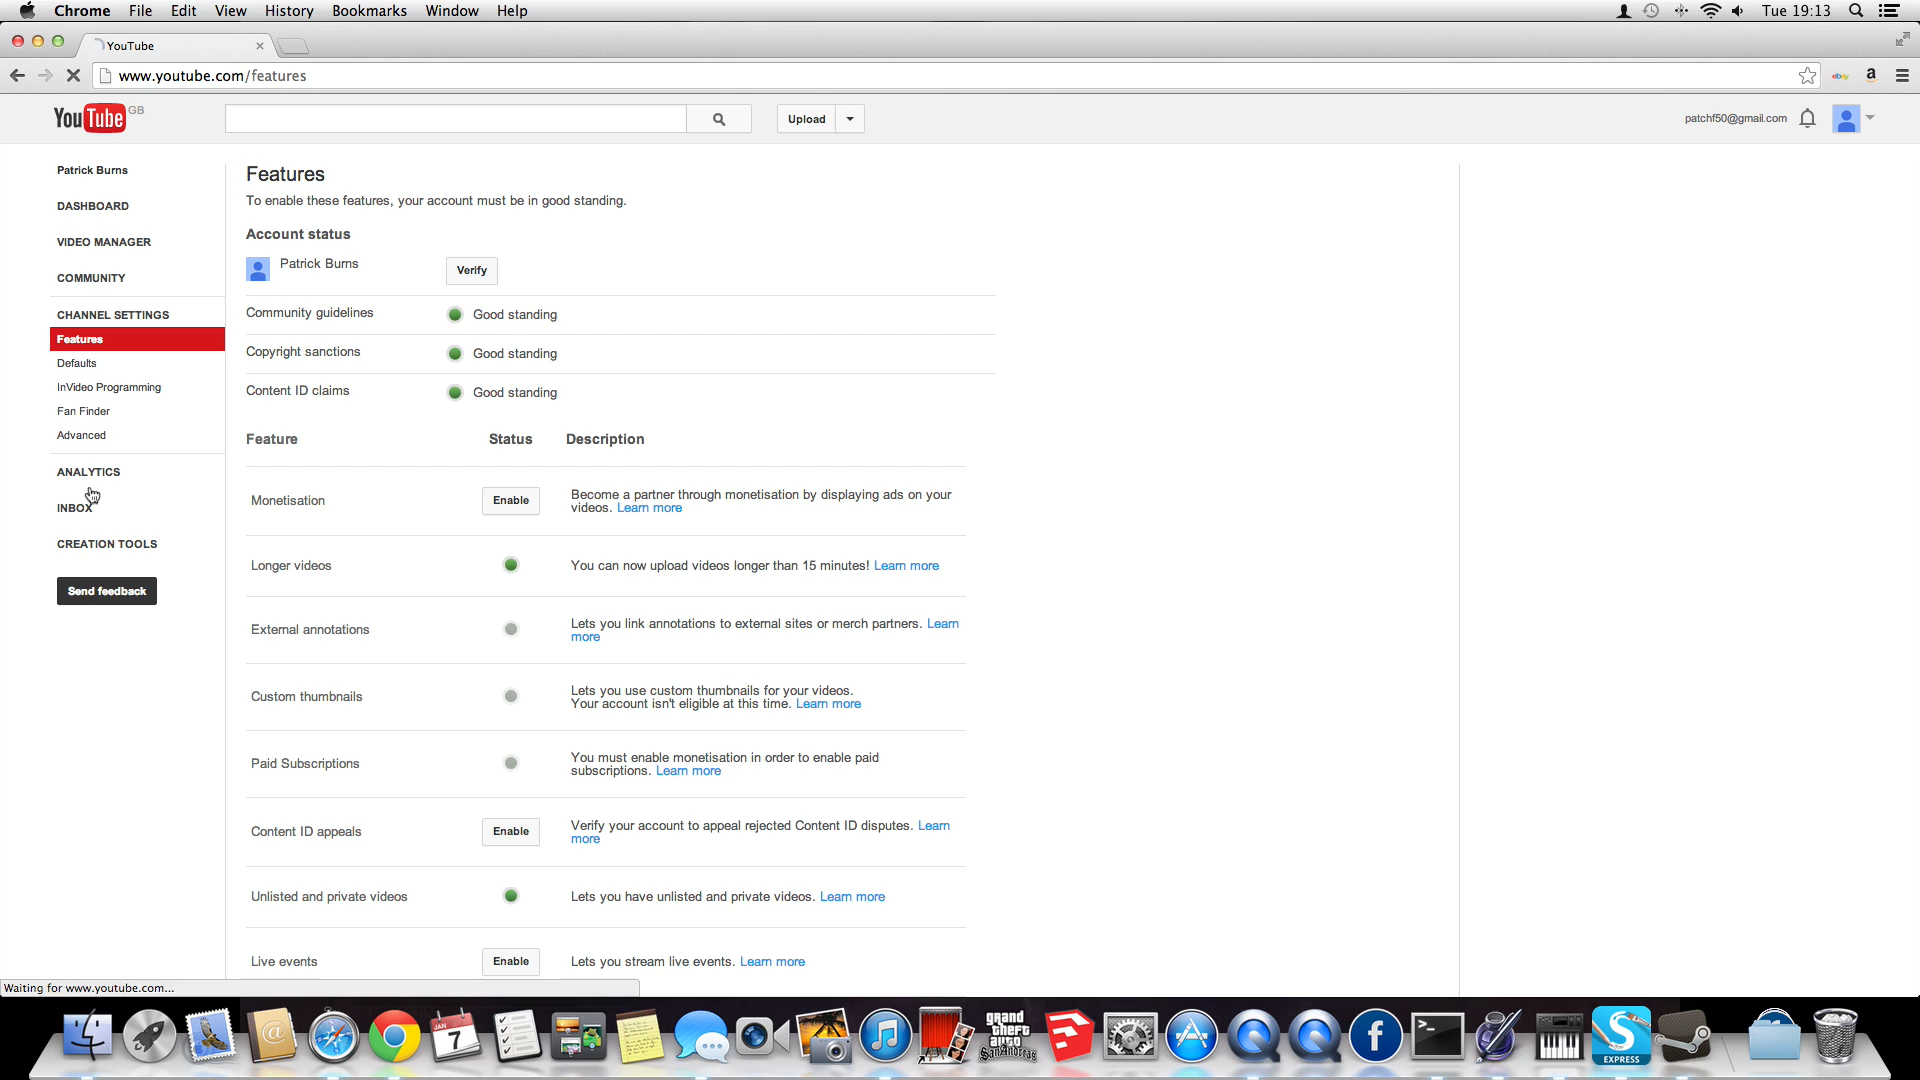 Chrome File Edit View History Bookmarks Window Help
Tue 19:13
YouTube
www.youtube.com/features
ebay a
YouTube GB
Upload
patchf50@gmail.com
Patrick Burns
DASHBOARD
VIDEO MANAGER
COMMUNITY
CHANNEL SETTINGS
Features
Defaults
InVideo Programming
Fan Finder
Advanced
ANALYTICS
INBOX
CREATION TOOLS
Send feedback
Features
To enable these features, your account must be in good standing.
Account status
Patrick Burns Verify
Community guidelines Good standing
Copyright sanctions Good standing
Content ID claims Good standing
Feature Status Description
Monetisation Enable Become a partner through monetisation by displaying ads on your
videos. Learn more
Longer videos You can now upload videos longer than 15 minutes! Learn more
External annotations Lets you link annotations to external sites or merch partners. Learn
more
Custom thumbnails Lets you use custom thumbnails for your videos.
Your account isn't eligible at this time. Learn more
Paid Subscriptions You must enable monetisation in order to enable paid
subscriptions. Learn more
Content ID appeals Enable Verify your account to appeal rejected Content ID disputes. Learn
more
Unlisted and private videos Lets you have unlisted and private videos. Learn more
Live events Enable Lets you stream live events. Learn more
Waiting for www.youtube.com...
JAN
7
grand
theft
auto
SanAndreas
f
S
EXPRESS